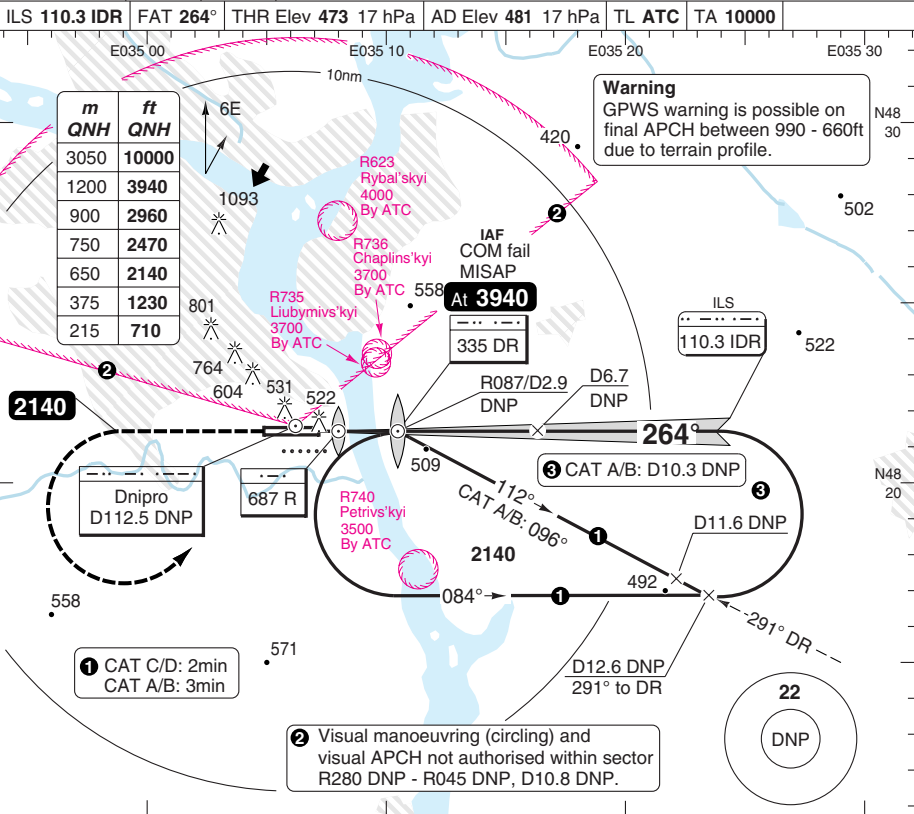 ILS 110.3 IDR FAT 264° THR Elev 473 17 hPa AD Elev 481 17 hPa TL ATC TA 10000
E035 00 E035 10 E035 20 E035 30
10nm
m ft
QNH QNH
3050 10000
1200 3940
900 2960
750 2470
650 2140
375 1230
215 710
6E
1093
Warning
GPWS warning is possible on
final APCH between 990 - 660ft
due to terrain profile.
N48
30
420
502
R623
Rybal'skyi
4000
By ATC
2
R736
Chaplins'kyi
3700
By ATC
IAF
COM fail
MISAP
At 3940
558
R735
Liubymivs'kyi
3700
By ATC
335 DR
ILS
110.3 IDR
522
801
764
604
531
522
2
2140
R087/D2.9
DNP
D6.7
DNP
264°
509
3 CAT A/B: D10.3 DNP
3
N48
20
Dnipro
D112.5 DNP
687 R
R740
Petrivs'kyi
3500
By ATC
112°
CAT A/B: 096°
1
D11.6 DNP
2140
492
084°
1
291° DR
558
571
D12.6 DNP
291° to DR
1 CAT C/D: 2min
CAT A/B: 3min
22
DNP
2 Visual manoeuvring (circling) and
visual APCH not authorised within sector
R280 DNP - R045 DNP, D10.8 DNP.